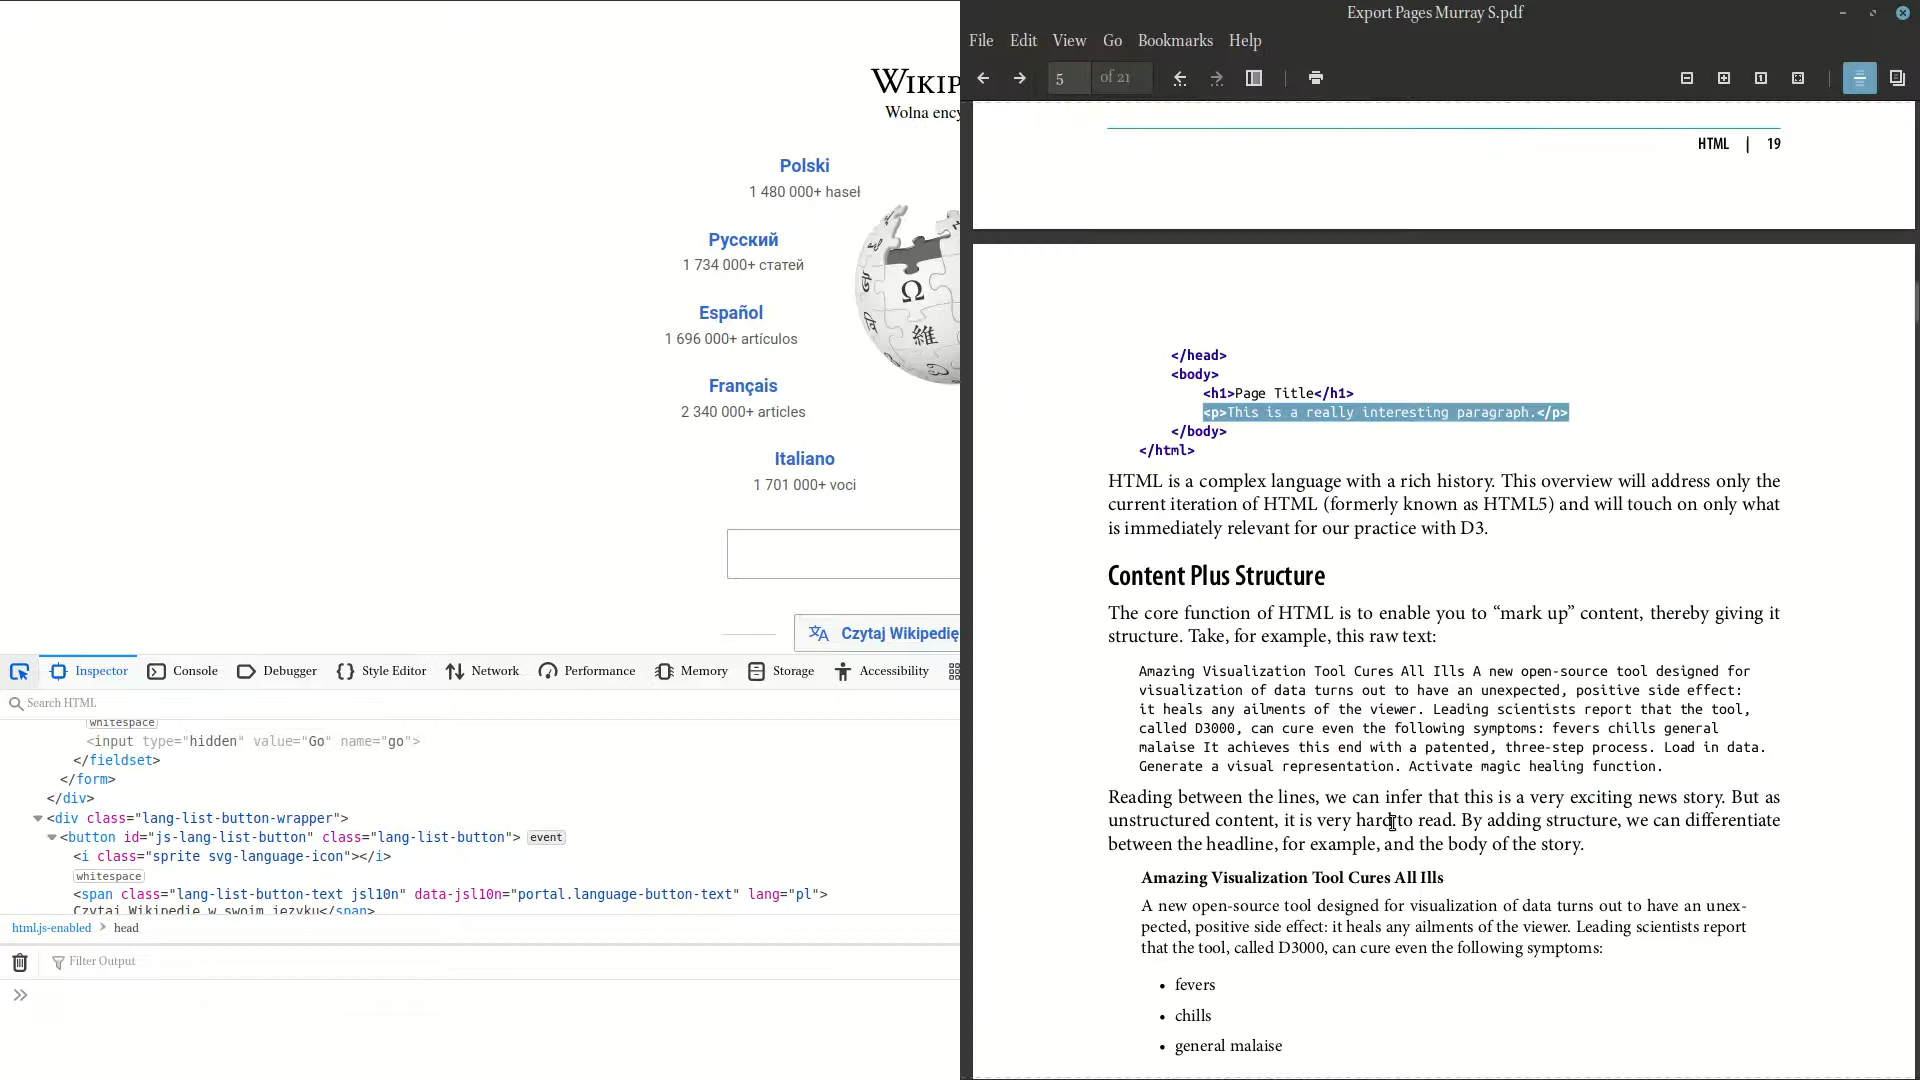 WIKIP
Wolna ency
Polski
1 480 000+ haseł
Русский
1 734 000+ статей
Español
1 696 000+ artículos
Français
2 340 000+ articles
Italiano
1 701 000+ voci
Ω
維
Czytaj Wikipedię
Inspector
Console
Debugger
Style Editor
Network
Performance
Memory
Storage
Accessibility
Search HTML
whitespace
<input type="hidden" value="Go" name="go">
</fieldset>
</form>
</div>
<div class="lang-list-button-wrapper">
<button id="js-lang-list-button" class="lang-list-button"> event
<i class="sprite svg-language-icon"></i>
whitespace
<span class="lang-list-button-text jsl10n" data-jsl10n="portal.language-button-text" lang="pl">
Czytaj Wikipedię w swoim języku</span>
html.js-enabled > head
Filter Output
Export Pages Murray S.pdf
File Edit View Go Bookmarks Help
5 of 21
HTML | 19
</head>
<body>
<h1>Page Title</h1>
<p>This is a really interesting paragraph.</p>
</body>
</html>
HTML is a complex language with a rich history. This overview will address only the
current iteration of HTML (formerly known as HTML5) and will touch on only what
is immediately relevant for our practice with D3.
Content Plus Structure
The core function of HTML is to enable you to “mark up” content, thereby giving it
structure. Take, for example, this raw text:
Amazing Visualization Tool Cures All Ills A new open-source tool designed for
visualization of data turns out to have an unexpected, positive side effect:
it heals any ailments of the viewer. Leading scientists report that the tool,
called D3000, can cure even the following symptoms: fevers chills general
malaise It achieves this end with a patented, three-step process. Load in data.
Generate a visual representation. Activate magic healing function.
Reading between the lines, we can infer that this is a very exciting news story. But as
unstructured content, it is very hard to read. By adding structure, we can differentiate
between the headline, for example, and the body of the story.
Amazing Visualization Tool Cures All Ills
A new open-source tool designed for visualization of data turns out to have an unex-
pected, positive side effect: it heals any ailments of the viewer. Leading scientists report
that the tool, called D3000, can cure even the following symptoms:
• fevers
• chills
• general malaise